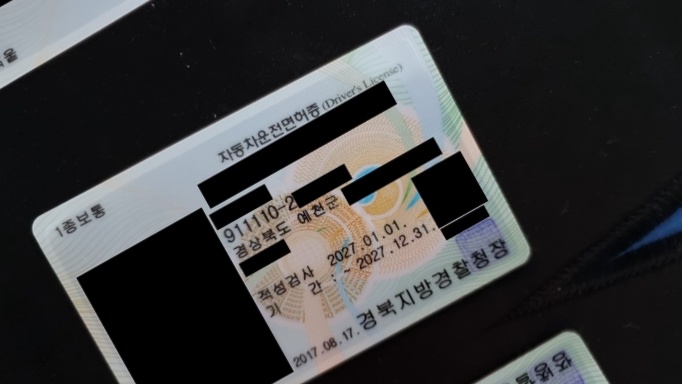 울
자동차운전면허증 (Driver's License)
1종보통
911110-2
경상북도 예천군
적성검사 2027.01.01.
기 간 : ~ 2027.12.31.
2017.08.17. 경북지방경찰청장